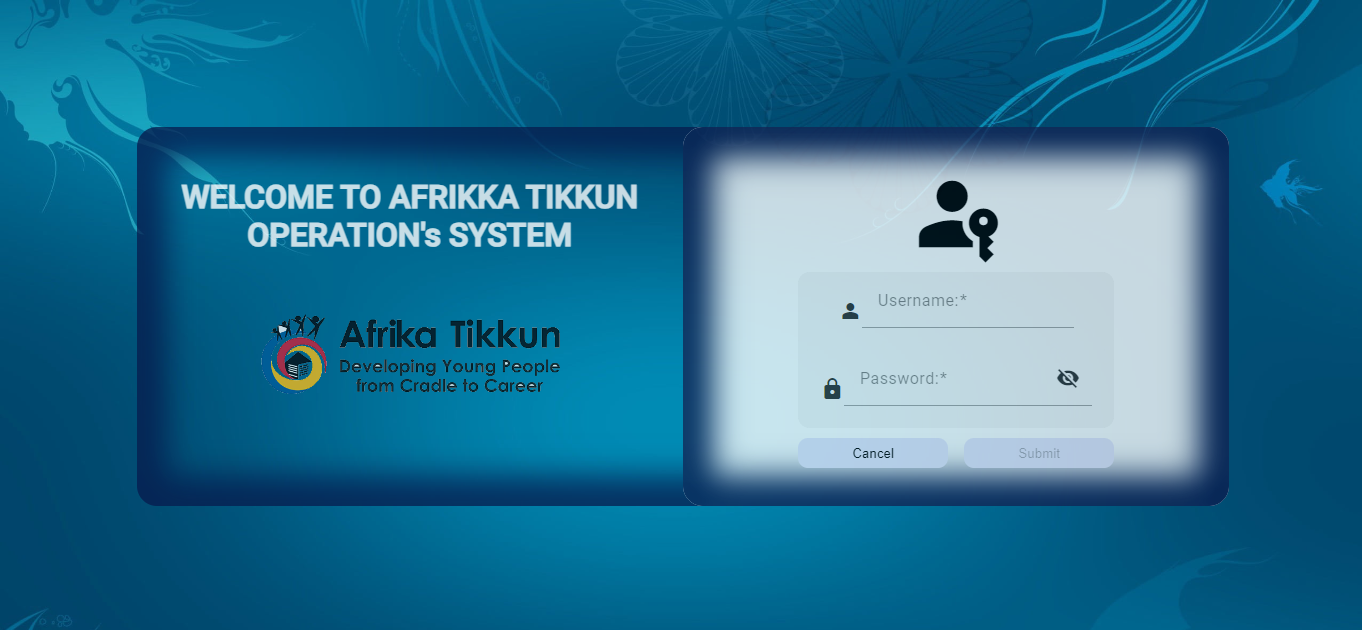 WELCOME TO AFRIKKA TIKKUN
OPERATION's SYSTEM
Afrika Tikkun
Developing Young People
from Cradle to Career
Username:*
Password:*
Cancel
Submit